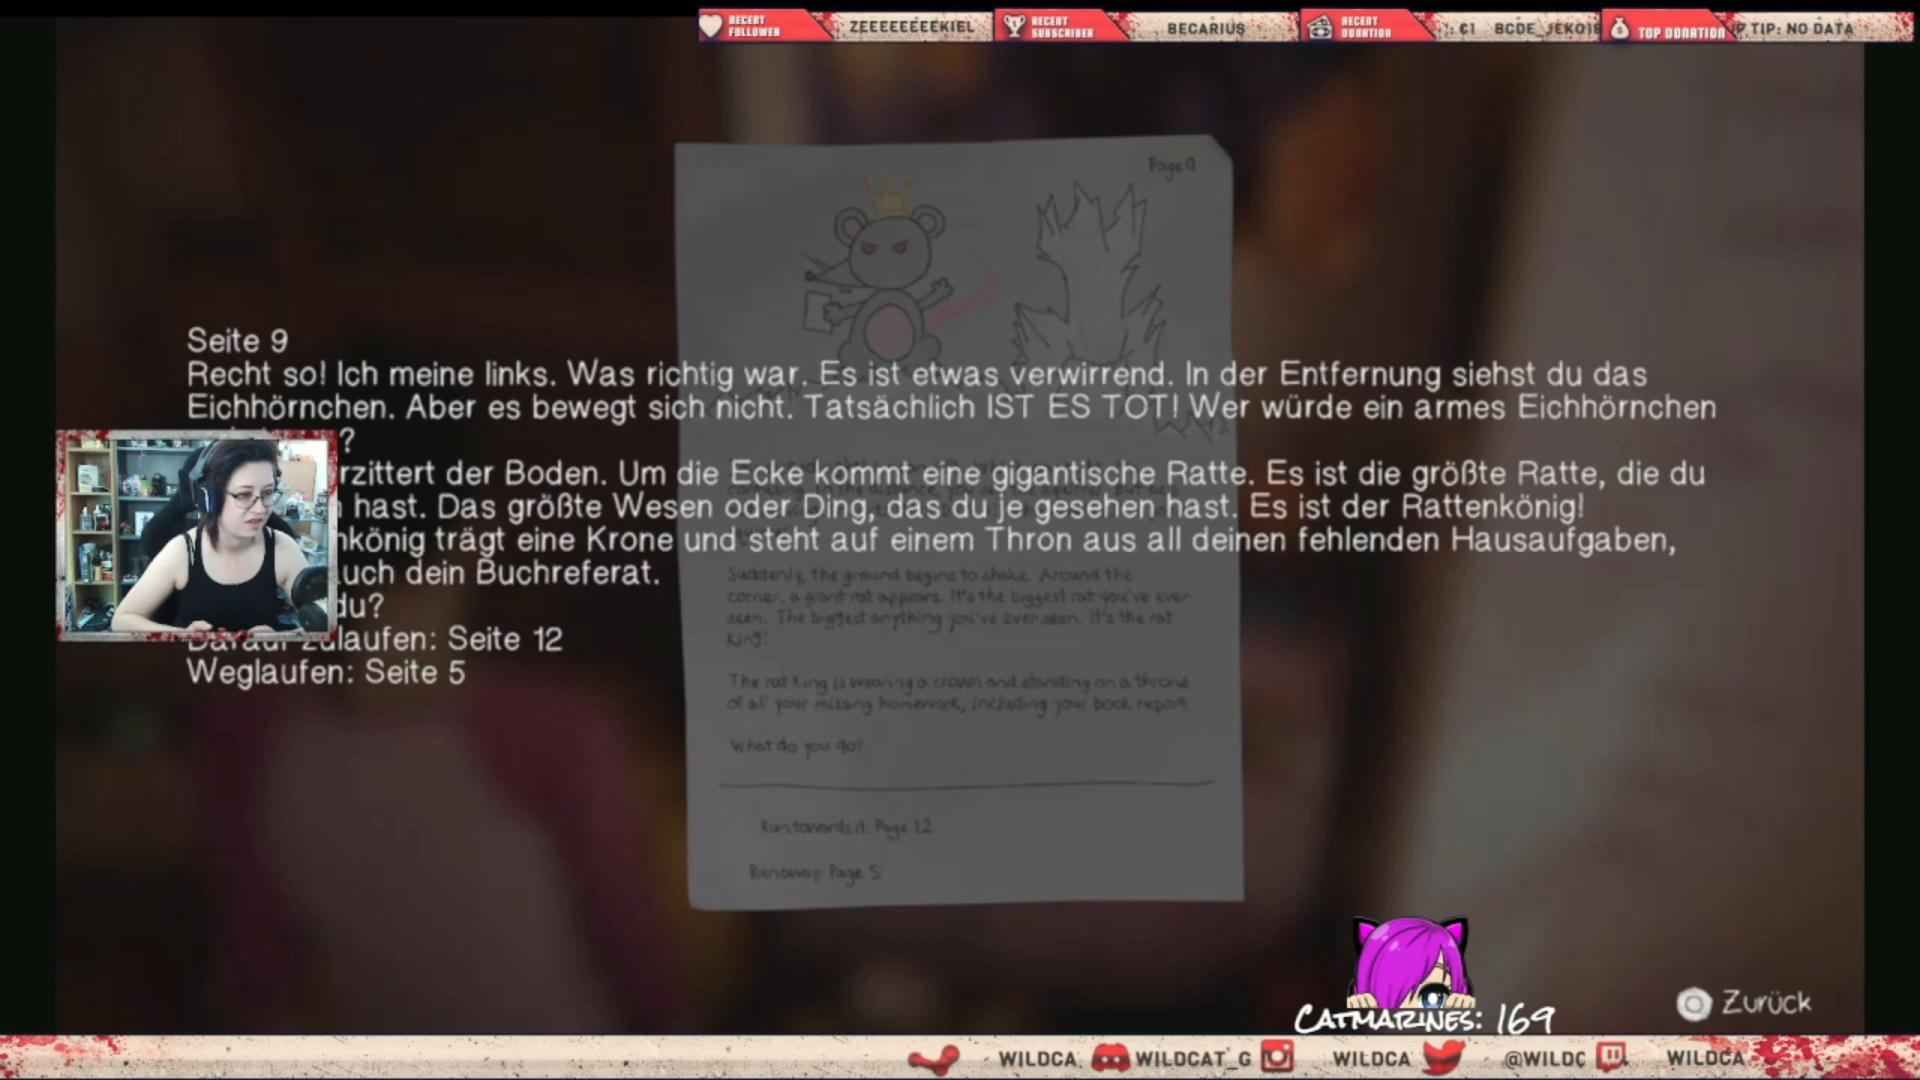 RECENT FOLLOWER ZEEEEEEEEKIEL RECENT SUBSCRIBER BECARIUS RECENT DONATION : €1 BCDE_JEKO18 TOP DONATION P TIP: NO DATA
Page 9
Seite 9
Recht so! Ich meine links. Was richtig war. Es ist etwas verwirrend. In der Entfernung siehst du das
Eichhörnchen. Aber es bewegt sich nicht. Tatsächlich IST ES TOT! Wer würde ein armes Eichhörnchen
?
rzittert der Boden. Um die Ecke kommt eine gigantische Ratte. Es ist die größte Ratte, die du
hast. Das größte Wesen oder Ding, das du je gesehen hast. Es ist der Rattenkönig!
nkönig trägt eine Krone und steht auf einem Thron aus all deinen fehlenden Hausaufgaben,
uch dein Buchreferat.
du?
Darauf zulaufen: Seite 12
Weglaufen: Seite 5
Suddenly, the ground begins to shake. Around the
corner, a giant rat appears. It's the biggest rat you've ever
seen. The biggest anything you've ever seen. It's the rat
king!
The rat king is wearing a crown and standing on a throne
of all your missing homework, including your book report.
What do you do?
Run towards it: Page 12
Run away: Page 5
CATMARINES: 169
Zurück
WILDCA WILDCAT_G WILDCA @WILDC WILDCA